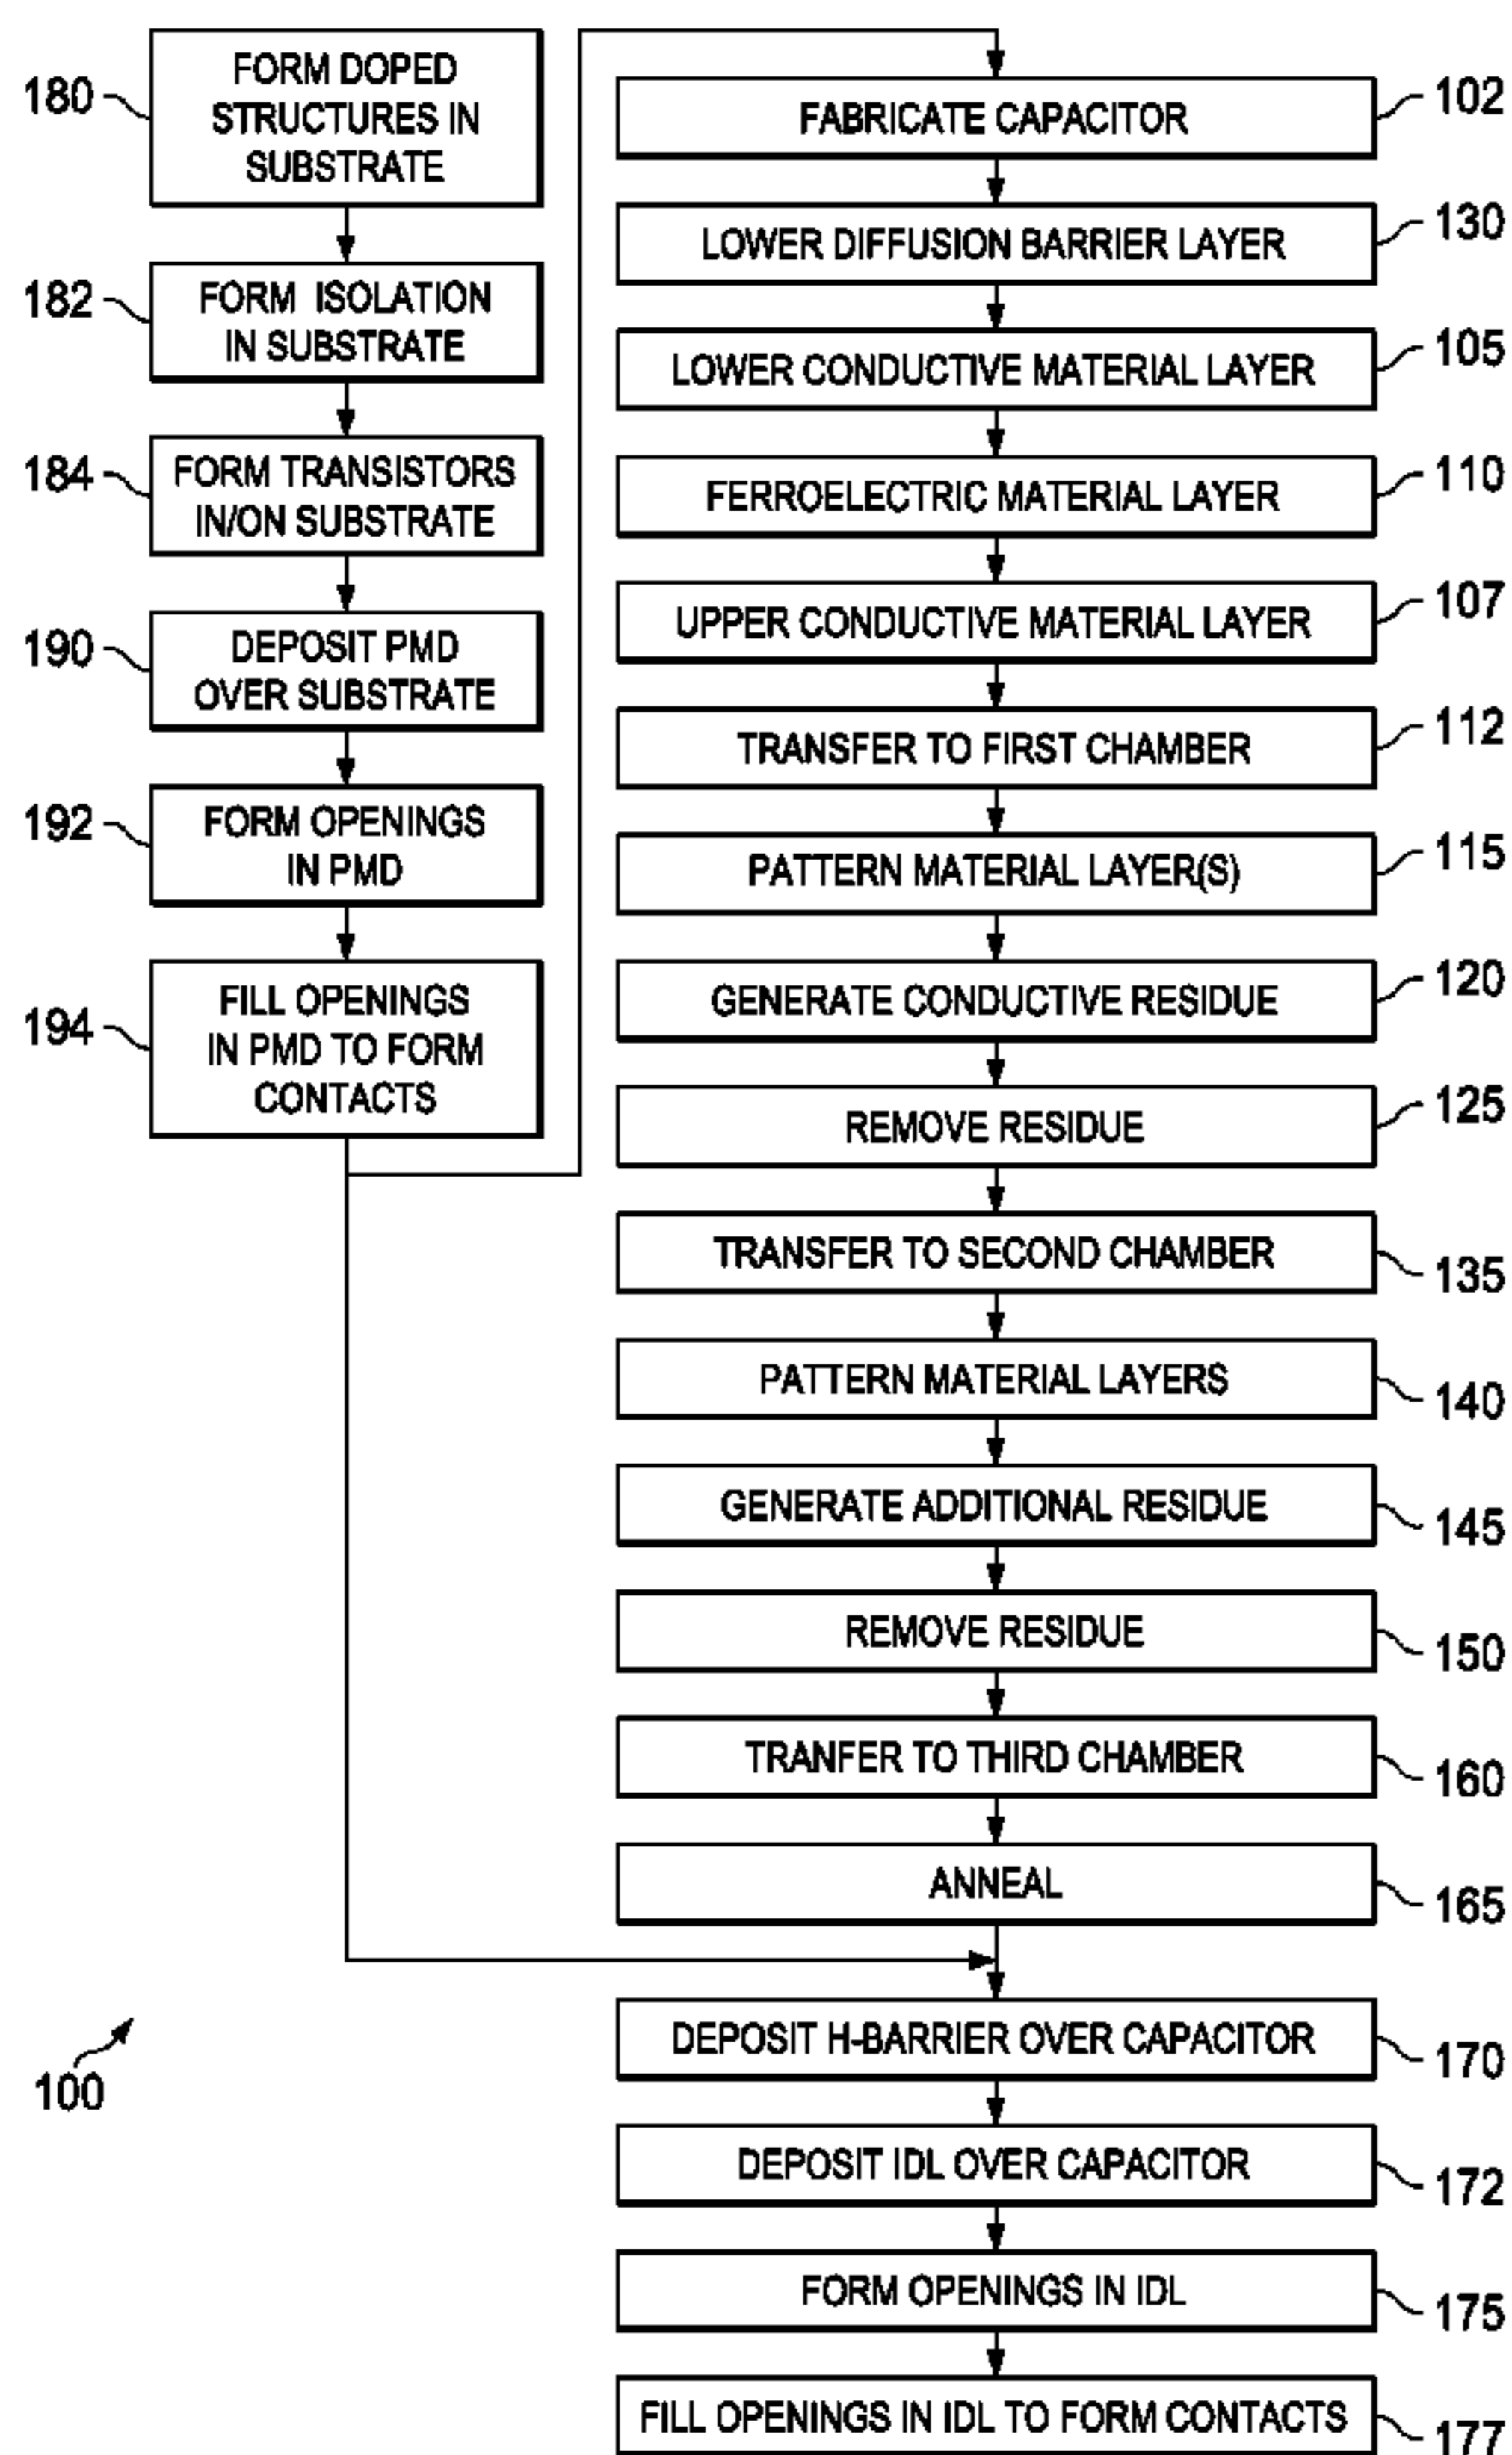 180
FORM DOPED
STRUCTURES IN
SUBSTRATE
182
FORM ISOLATION
IN SUBSTRATE
184
FORM TRANSISTORS
IN/ON SUBSTRATE
190
DEPOSIT PMD
OVER SUBSTRATE
192
FORM OPENINGS
IN PMD
194
FILL OPENINGS
IN PMD TO FORM
CONTACTS
100
FABRICATE CAPACITOR
102
LOWER DIFFUSION BARRIER LAYER
130
LOWER CONDUCTIVE MATERIAL LAYER
105
FERROELECTRIC MATERIAL LAYER
110
UPPER CONDUCTIVE MATERIAL LAYER
107
TRANSFER TO FIRST CHAMBER
112
PATTERN MATERIAL LAYER(S)
115
GENERATE CONDUCTIVE RESIDUE
120
REMOVE RESIDUE
125
TRANSFER TO SECOND CHAMBER
135
PATTERN MATERIAL LAYERS
140
GENERATE ADDITIONAL RESIDUE
145
REMOVE RESIDUE
150
TRANFER TO THIRD CHAMBER
160
ANNEAL
165
DEPOSIT H-BARRIER OVER CAPACITOR
170
DEPOSIT IDL OVER CAPACITOR
172
FORM OPENINGS IN IDL
175
FILL OPENINGS IN IDL TO FORM CONTACTS
177